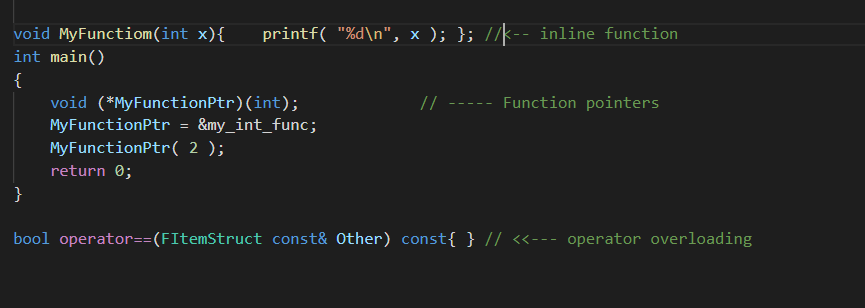 void MyFunctiom(int x){    printf( "%d\n", x ); }; //<-- inline function
int main()
{
    void (*MyFunctionPtr)(int);             // ----- Function pointers
    MyFunctionPtr = &my_int_func;
    MyFunctionPtr( 2 );
    return 0;
}
bool operator==(FItemStruct const& Other) const{ } // <<--- operator overloading